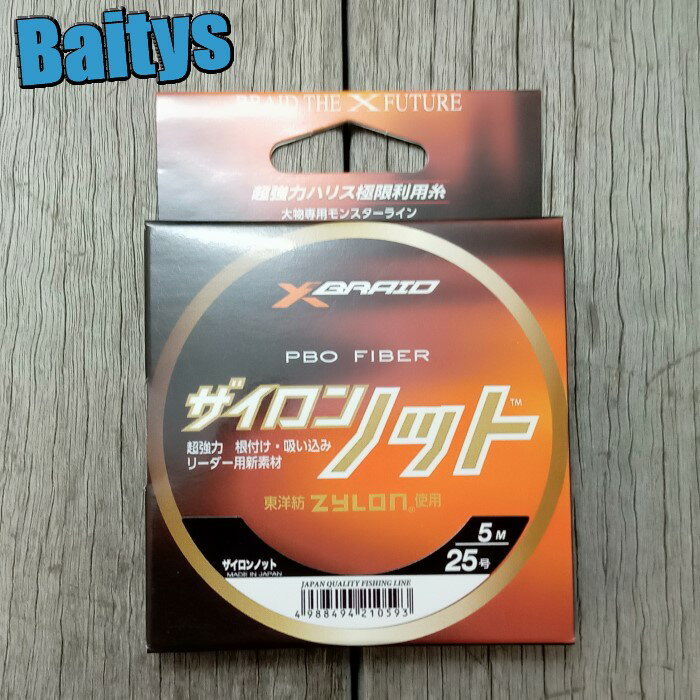 Baitys
BRAID THE X FUTURE
超強力ハリス極限利用糸
大物専用モンスターライン
X BRAID
PBO FIBER
ザイロンノット™
超強力 根付け・吸い込み
リーダー用新素材
東洋紡 ZYLON®使用
5M
25号
ザイロンノット
MADE IN JAPAN
JAPAN QUALITY FISHING LINE
4988494210593